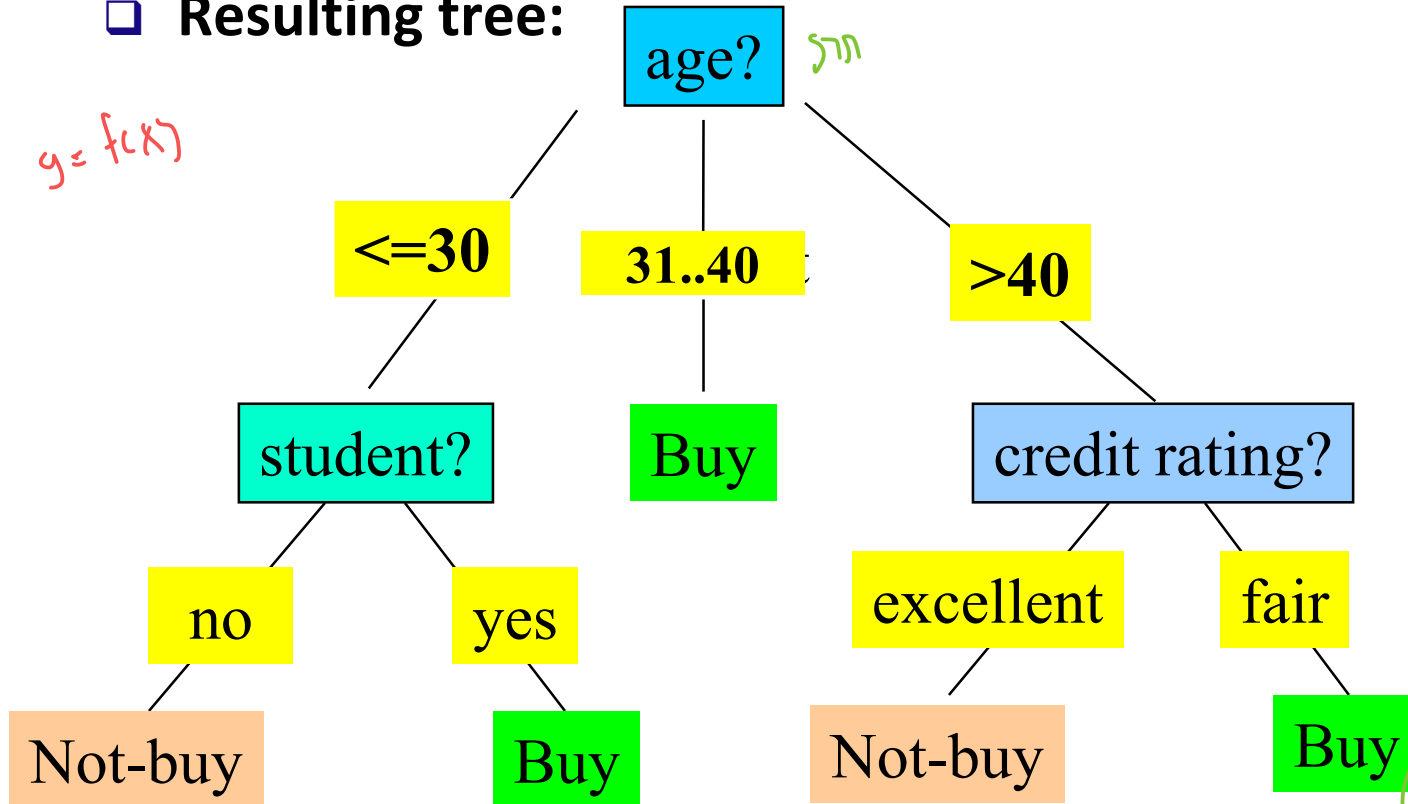 Resulting tree:
age?
y = f(x)
<=30
31..40
>40
student?
Buy
credit rating?
no
yes
excellent
fair
Not-buy
Buy
Not-buy
Buy